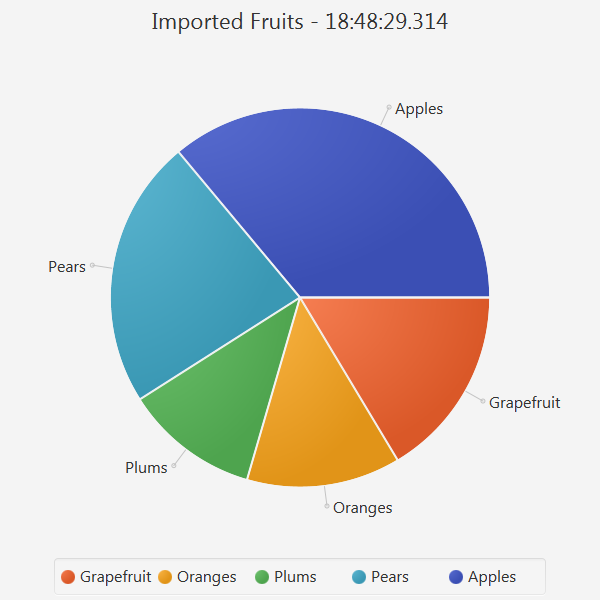 Imported Fruits - 18:48:29.314
Apples
Pears
Grapefruit
Plums
Oranges
Grapefruit Oranges Plums Pears Apples